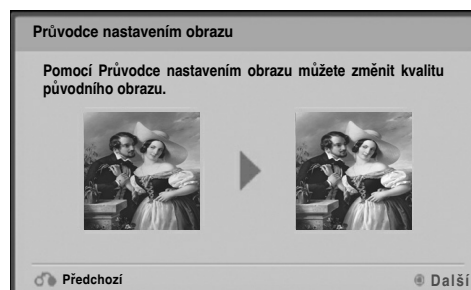 Průvodce nastavením obrazu
Pomocí Průvodce nastavením obrazu můžete změnit kvalitu
původního obrazu.
Předchozí
Další